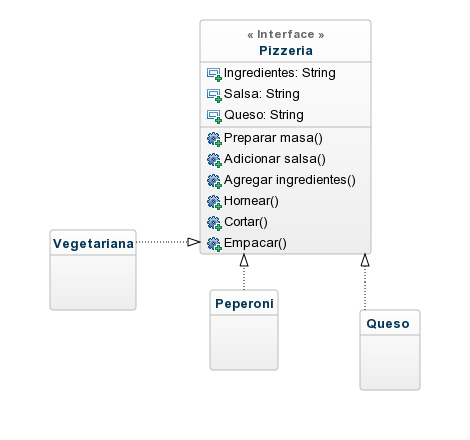 « Interface »
Pizzeria
Ingredientes: String
Salsa: String
Queso: String
Preparar masa()
Adicionar salsa()
Agregar ingredientes()
Hornear()
Cortar()
Empacar()
Vegetariana
Peperoni
Queso